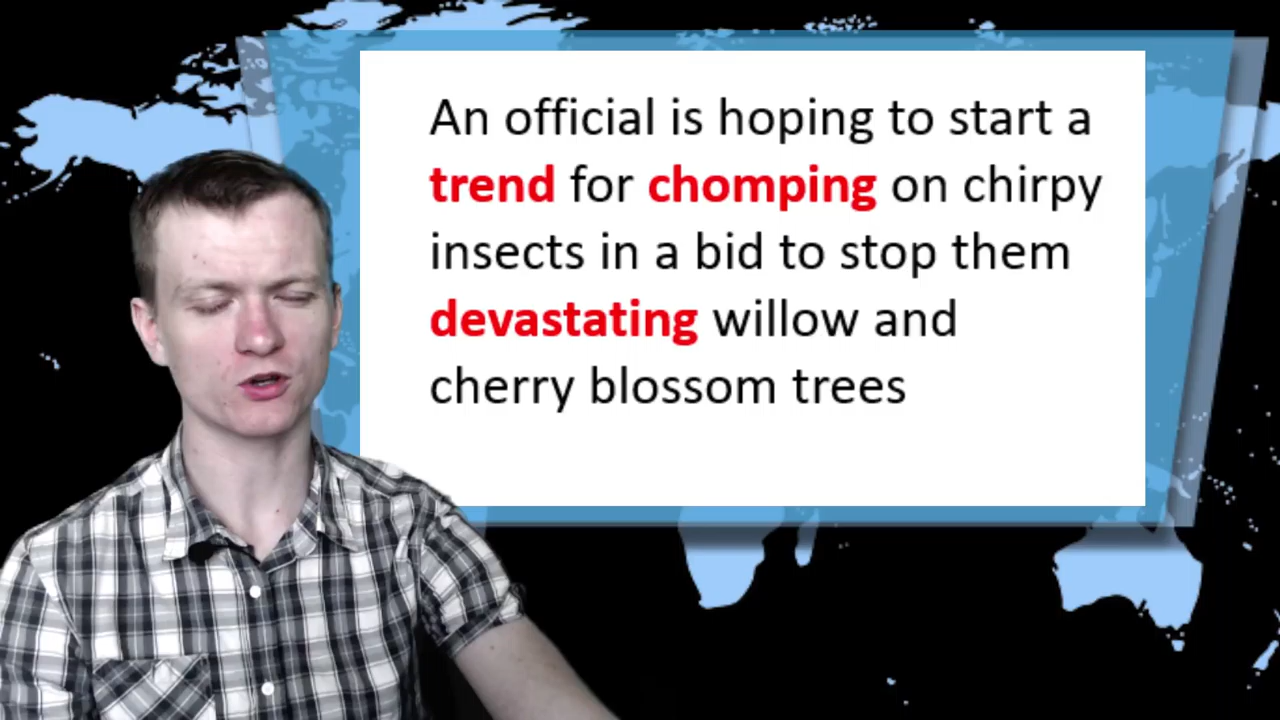 An official is hoping to start a
trend for chomping on chirpy
insects in a bid to stop them
devastating willow and
cherry blossom trees